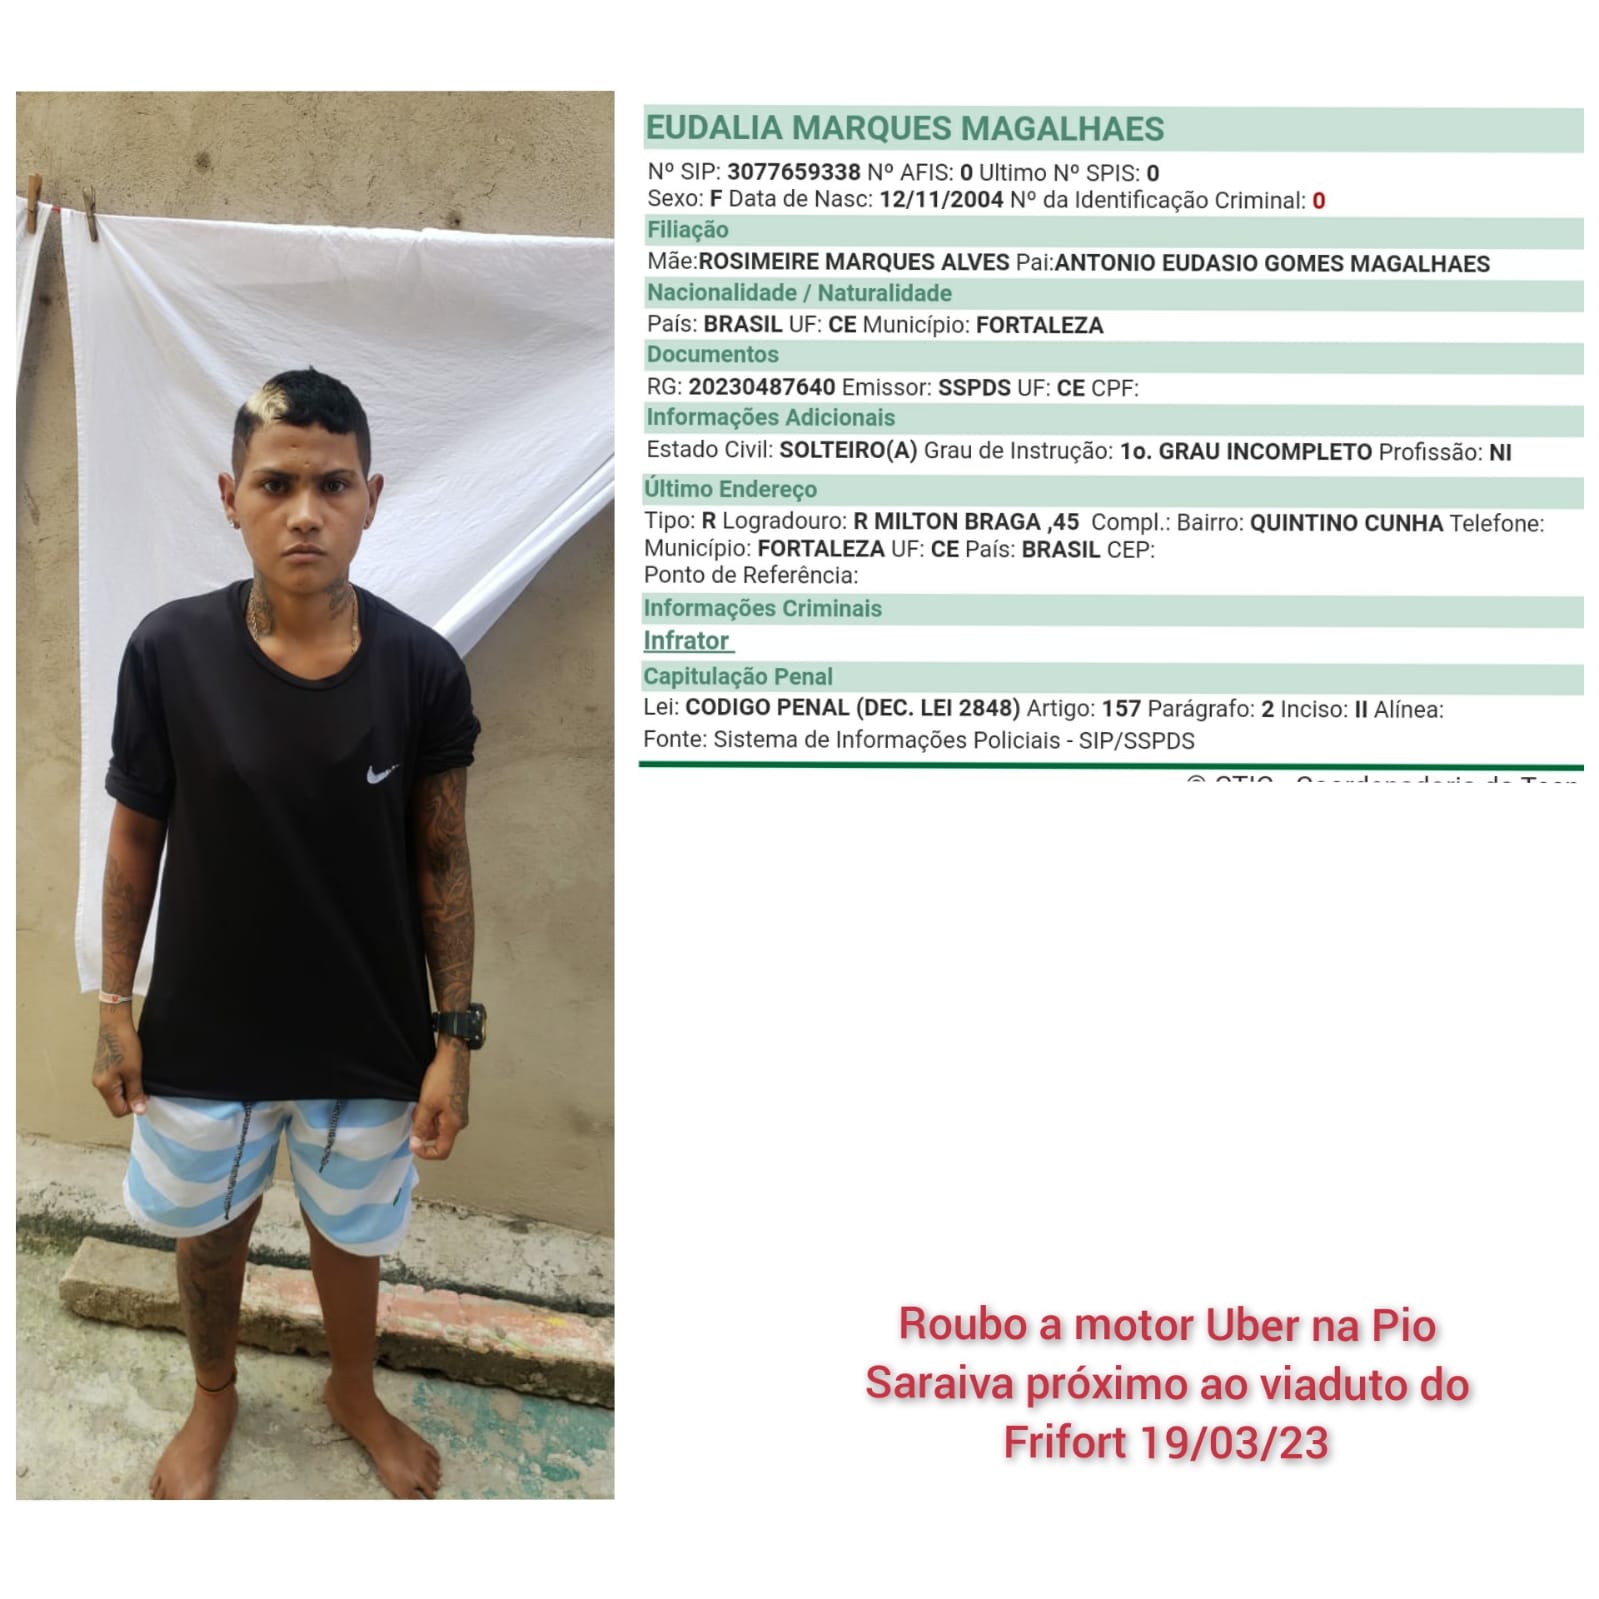 EUDALIA MARQUES MAGALHAES
Nº SIP: 3077659338 Nº AFIS: 0 Ultimo Nº SPIS: 0
Sexo: F Data de Nasc: 12/11/2004 Nº da Identificação Criminal: 0
Filiação
Mãe:ROSIMEIRE MARQUES ALVES Pai:ANTONIO EUDASIO GOMES MAGALHAES
Nacionalidade / Naturalidade
País: BRASIL UF: CE Município: FORTALEZA
Documentos
RG: 20230487640 Emissor: SSPDS UF: CE CPF:
Informações Adicionais
Estado Civil: SOLTEIRO(A) Grau de Instrução: 1o. GRAU INCOMPLETO Profissão: NI
Último Endereço
Tipo: R Logradouro: R MILTON BRAGA ,45 Compl.: Bairro: QUINTINO CUNHA Telefone:
Município: FORTALEZA UF: CE País: BRASIL CEP:
Ponto de Referência:
Informações Criminais
Infrator
Capitulação Penal
Lei: CODIGO PENAL (DEC. LEI 2848) Artigo: 157 Parágrafo: 2 Inciso: II Alínea:
Fonte: Sistema de Informações Policiais - SIP/SSPDS
Roubo a motor Uber na Pio
Saraiva próximo ao viaduto do
Frifort 19/03/23